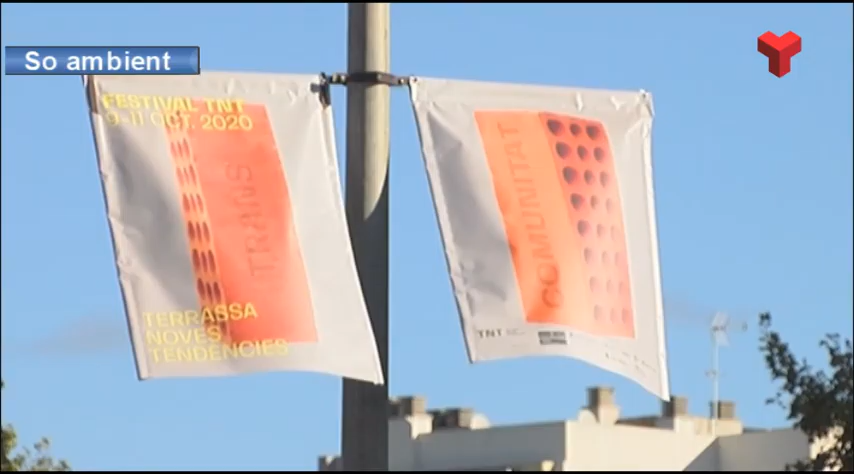 So ambient
FESTIVAL TNT
9-11 OCT. 2020
TRANS
TERRASSA
NOVES
TENDÈNCIES
COMUNITAT
TNT